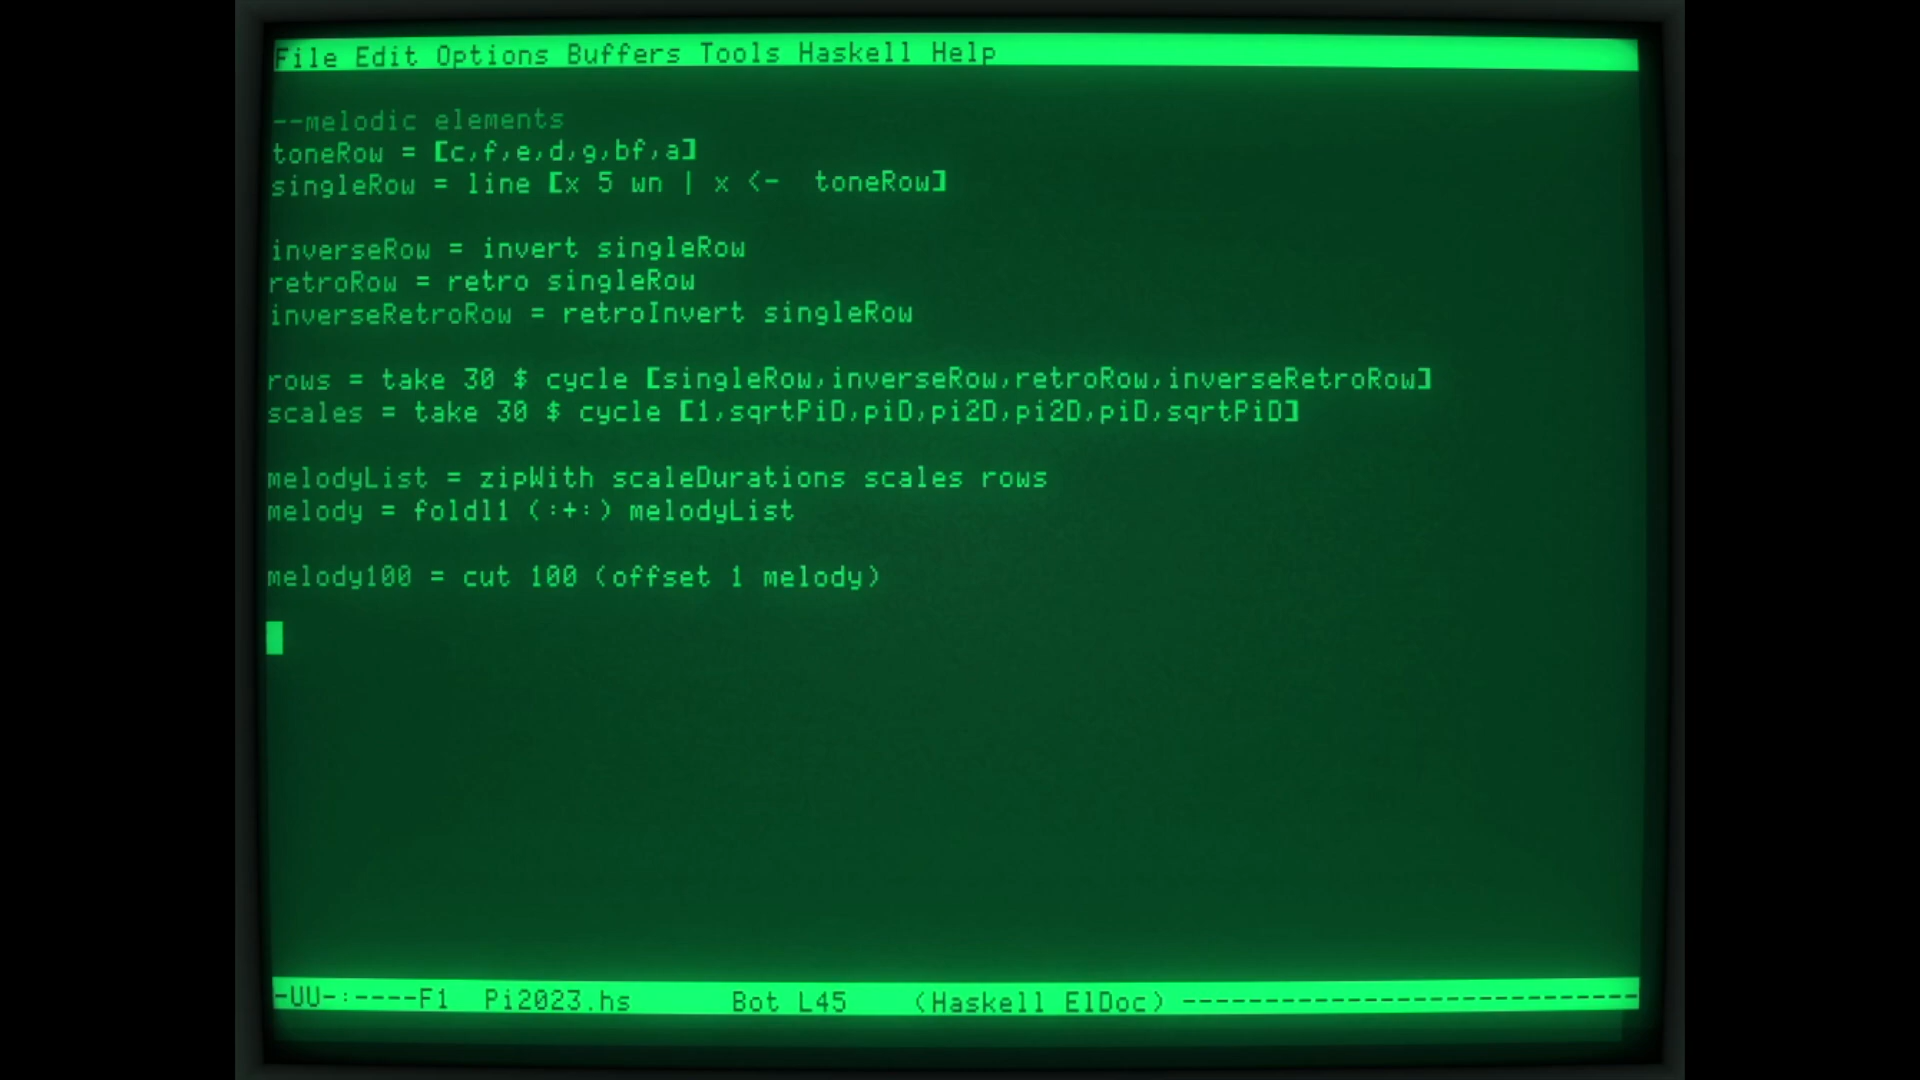 File Edit Options Buffers Tools Haskell Help
--melodic elements
toneRow = [c,f,e,d,g,bf,a]
singleRow = line [x 5 wn | x <-  toneRow]
inverseRow = invert singleRow
retroRow = retro singleRow
inverseRetroRow = retroInvert singleRow
rows = take 30 $ cycle [singleRow,inverseRow,retroRow,inverseRetroRow]
scales = take 30 $ cycle [1,sqrtPiD,piD,pi2D,pi2D,piD,sqrtPiD]
melodyList = zipWith scaleDurations scales rows
melody = foldl1 (:+:) melodyList
melody100 = cut 100 (offset 1 melody)
-UU-:----F1  Pi2023.hs      Bot L45    (Haskell ElDoc) ----------------------------